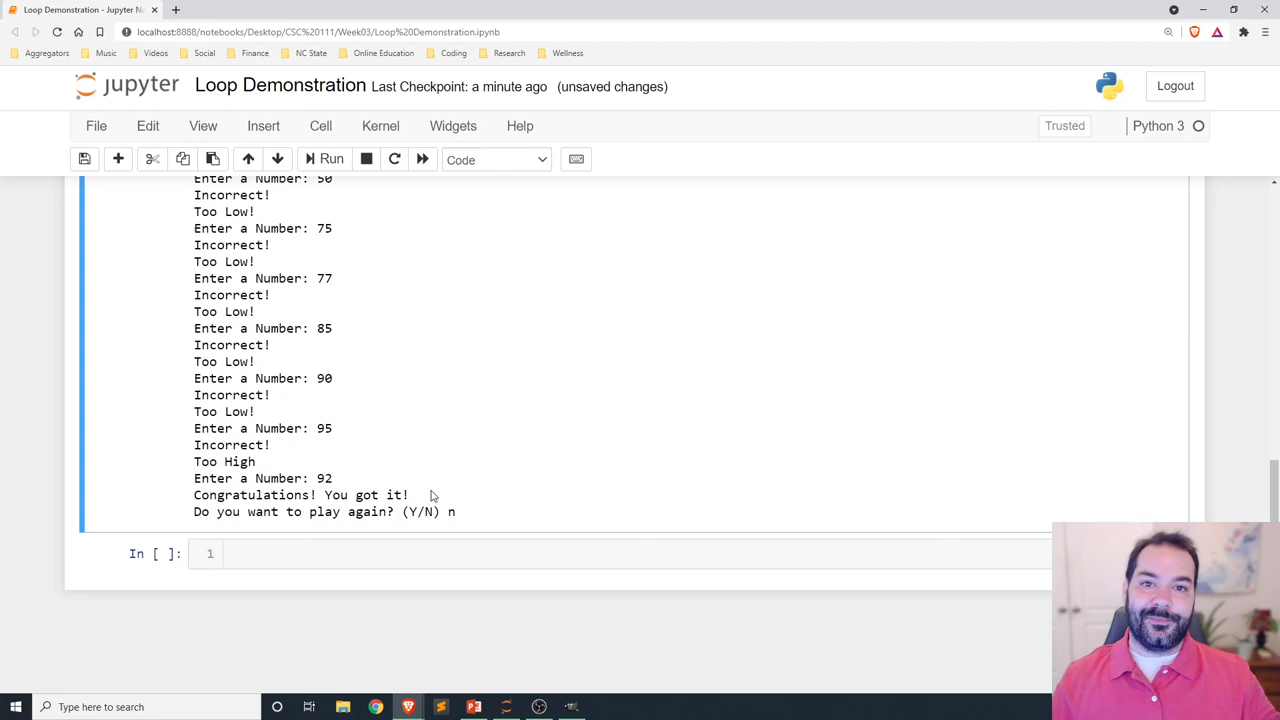 Loop Demonstration - Jupyter N
localhost:8888/notebooks/Desktop/CSC%20111/Week03/Loop%20Demonstration.ipynb
Aggregators Music Videos Social Finance NC State Online Education Coding Research Wellness
jupyter Loop Demonstration Last Checkpoint: a minute ago (unsaved changes) Logout
File Edit View Insert Cell Kernel Widgets Help Trusted Python 3
Run Code
Enter a Number: 50
Incorrect!
Too Low!
Enter a Number: 75
Incorrect!
Too Low!
Enter a Number: 77
Incorrect!
Too Low!
Enter a Number: 85
Incorrect!
Too Low!
Enter a Number: 90
Incorrect!
Too Low!
Enter a Number: 95
Incorrect!
Too High
Enter a Number: 92
Congratulations! You got it!
Do you want to play again? (Y/N) n
In [ ]: 1
Type here to search